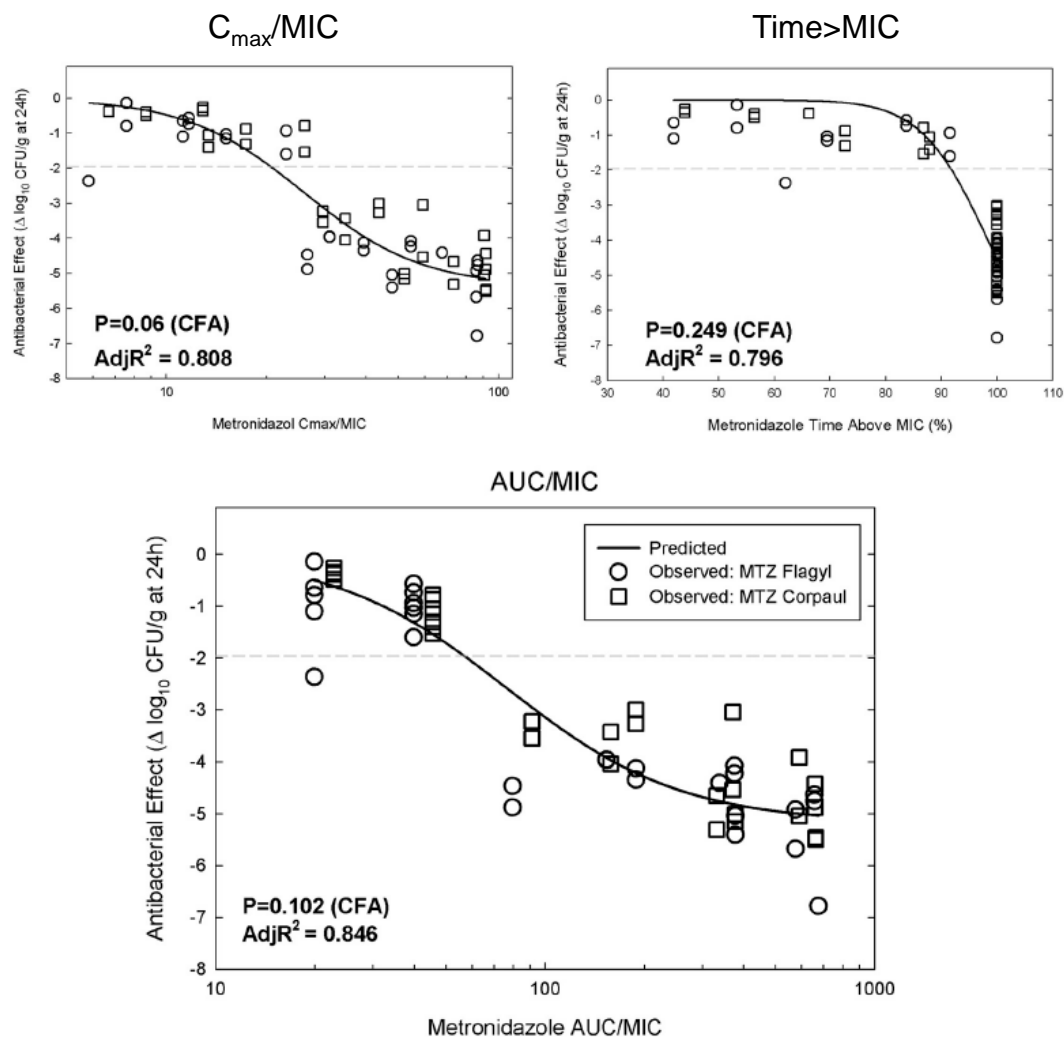 C_max/MIC
Time>MIC
Antibacterial Effect (Δ log₁₀ CFU/g at 24h)
0
-1
-2
-3
-4
-5
-6
-7
-8
P=0.06 (CFA)
AdjR² = 0.808
10
100
Metronidazol Cmax/MIC
Antibacterial Effect (Δ log₁₀ CFU/g at 24h)
1
0
-1
-2
-3
-4
-5
-6
-7
-8
P=0.249 (CFA)
AdjR² = 0.796
30 40 50 60 70 80 90 100 110
Metronidazole Time Above MIC (%)
AUC/MIC
Antibacterial Effect (Δ log₁₀ CFU/g at 24h)
0
-1
-2
-3
-4
-5
-6
-7
-8
Predicted
Observed: MTZ Flagyl
Observed: MTZ Corpaul
P=0.102 (CFA)
AdjR² = 0.846
10 100 1000
Metronidazole AUC/MIC